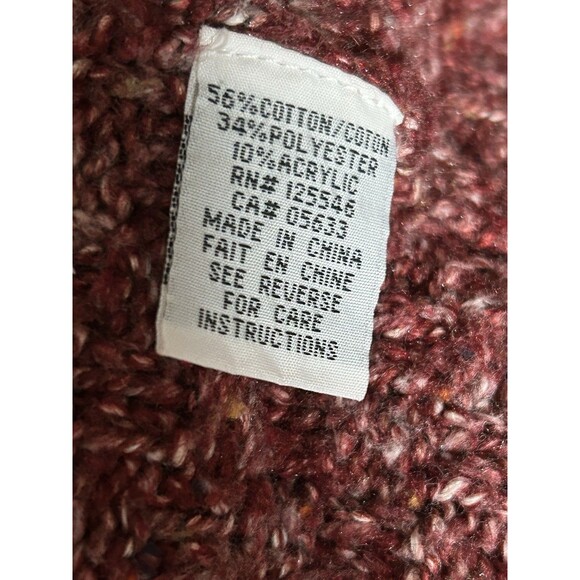 56%COTTON/COTON
34%POLYESTER
10%ACRYLIC
RN# 125546
CA# 05633
MADE IN CHINA
FAIT EN CHINE
SEE REVERSE
FOR CARE
INSTRUCTIONS